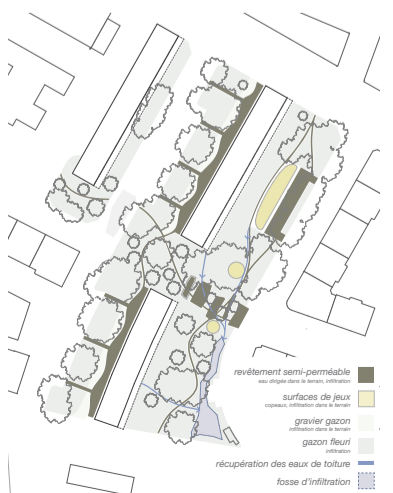 revêtement semi-perméable
eau dirigée dans le terrain, infiltration
surfaces de jeux
copeaux, infiltration dans le terrain
gravier gazon
infiltration dans le terrain
gazon fleuri
infiltration
récupération des eaux de toiture
fosse d'infiltration